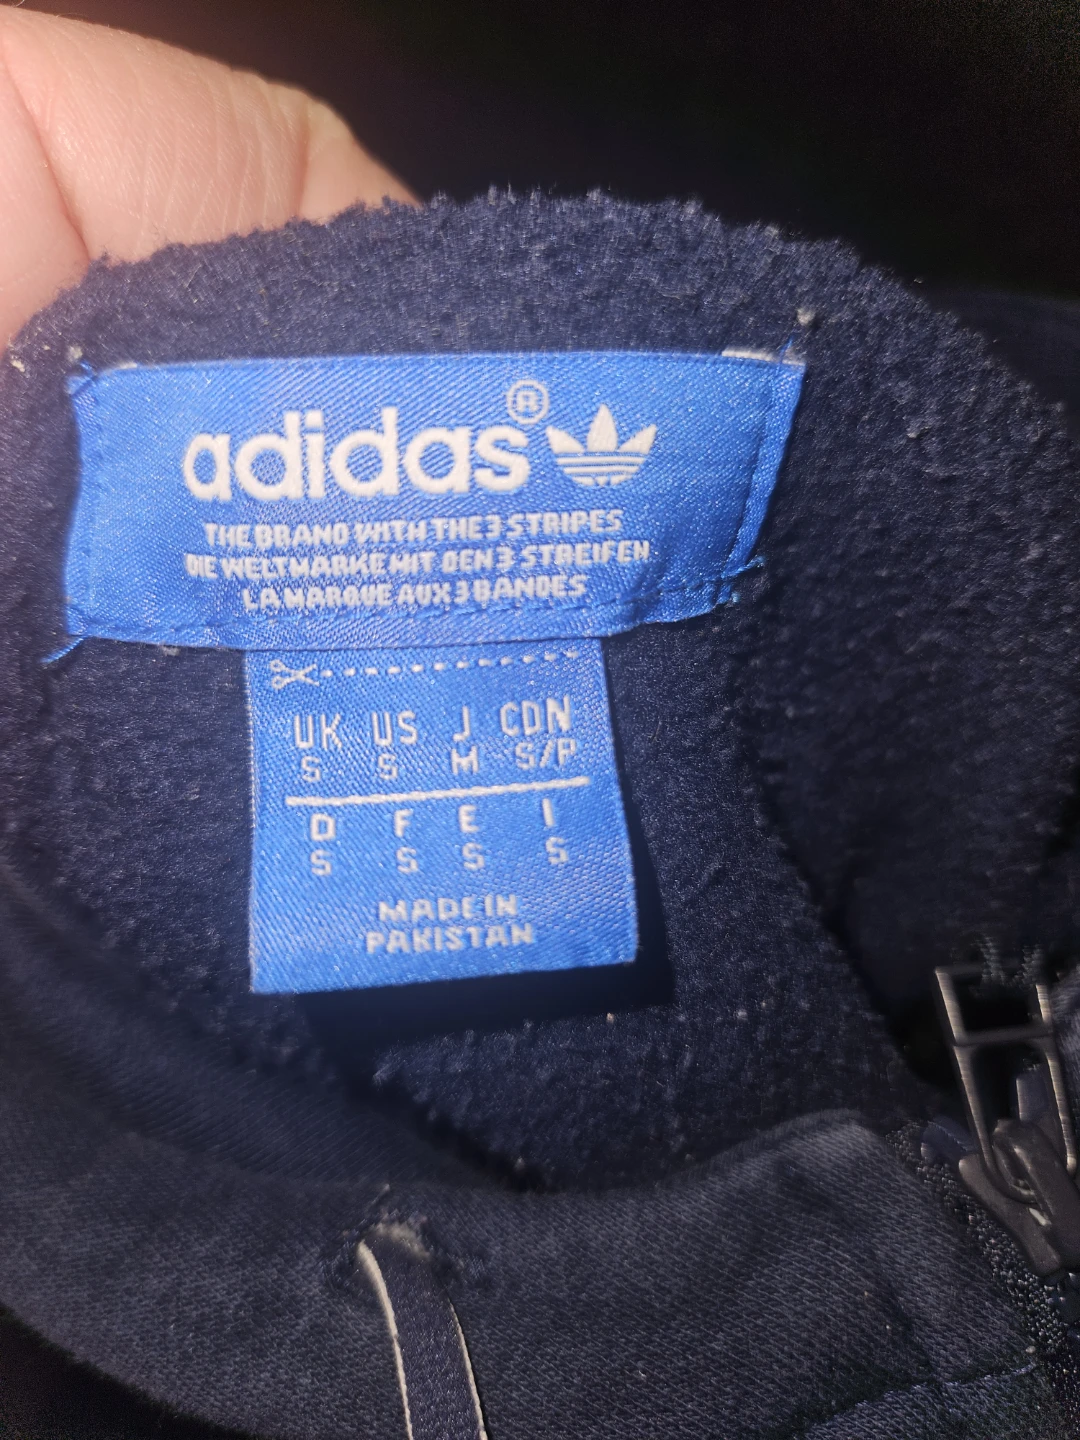 adidas®
THE BRAND WITH THE 3 STRIPES
DIE WELTMARKE MIT DEN 3 STREIFEN
LA MARQUE AUX 3 BANDES
UK US J CDN
S S M S/P
D F E I
S S S S
MADE IN
PAKISTAN